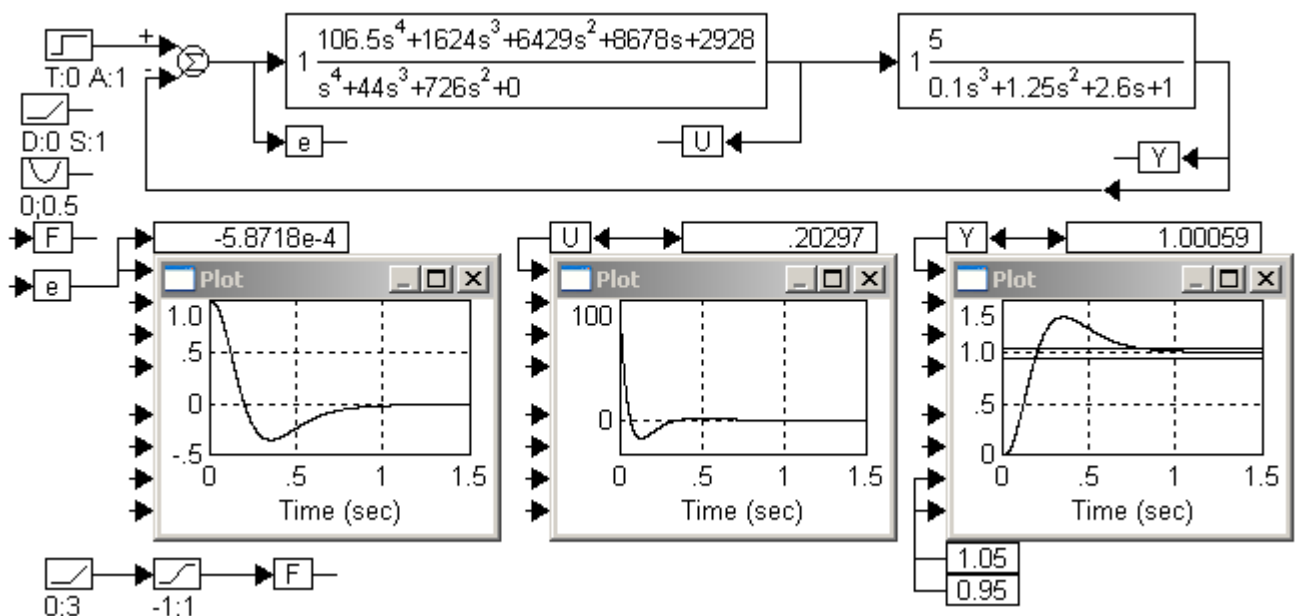 T:0 A:1
+
-
Σ
1 106.5s⁴+1624s³+6429s²+8678s+2928
s⁴+44s³+726s²+0
1 5
0.1s³+1.25s²+2.6s+1
D:0 S:1
e
U
Y
0;0.5
F
-5.8718e-4
U
.20297
Y
1.00059
e
Plot
Plot
Plot
1.0
.5
0
-.5
0 .5 1 1.5
Time (sec)
100
0
0 .5 1 1.5
Time (sec)
1.5
1.0
.5
0
0 .5 1 1.5
Time (sec)
1.05
0.95
F
0;3
-1;1